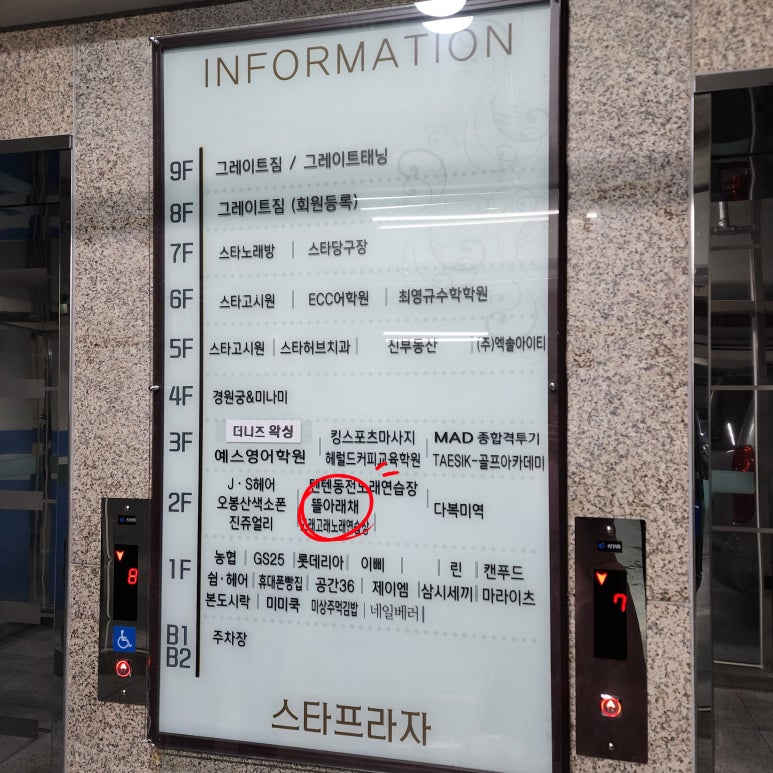 INFORMATION
9F 그레이트짐 / 그레이트태닝
8F 그레이트짐 (회원등록)
7F 스타노래방 | 스타당구장
6F 스타고시원 | ECC어학원 | 최영규수학학원
5F 스타고시원 | 스타허브치과 | 진부동산 | (주)엑솔아이티
4F 경원궁&미나미
3F 더니즈 왁싱 | 킹스포츠마사지 | MAD 종합격투기
예스영어학원 헤럴드커피교육학원 TAESIK-골프아카데미
2F J·S헤어 텐텐동전노래연습장
오봉산색소폰 뜰아래채 다복미역
진쥬얼리 고래노래연습장
1F 농협 | GS25 | 롯데리아 | 이삐 | | 린 | 캔푸드
쉼·헤어 | 휴대폰빵집 | 공간36 | 제이엠 | 삼시세끼 | 마라이츠
본도시락 | 미미쿡 | 미상주먹김밥 | 네일베러 |
B1 주차장
B2
스타프라자
8
7